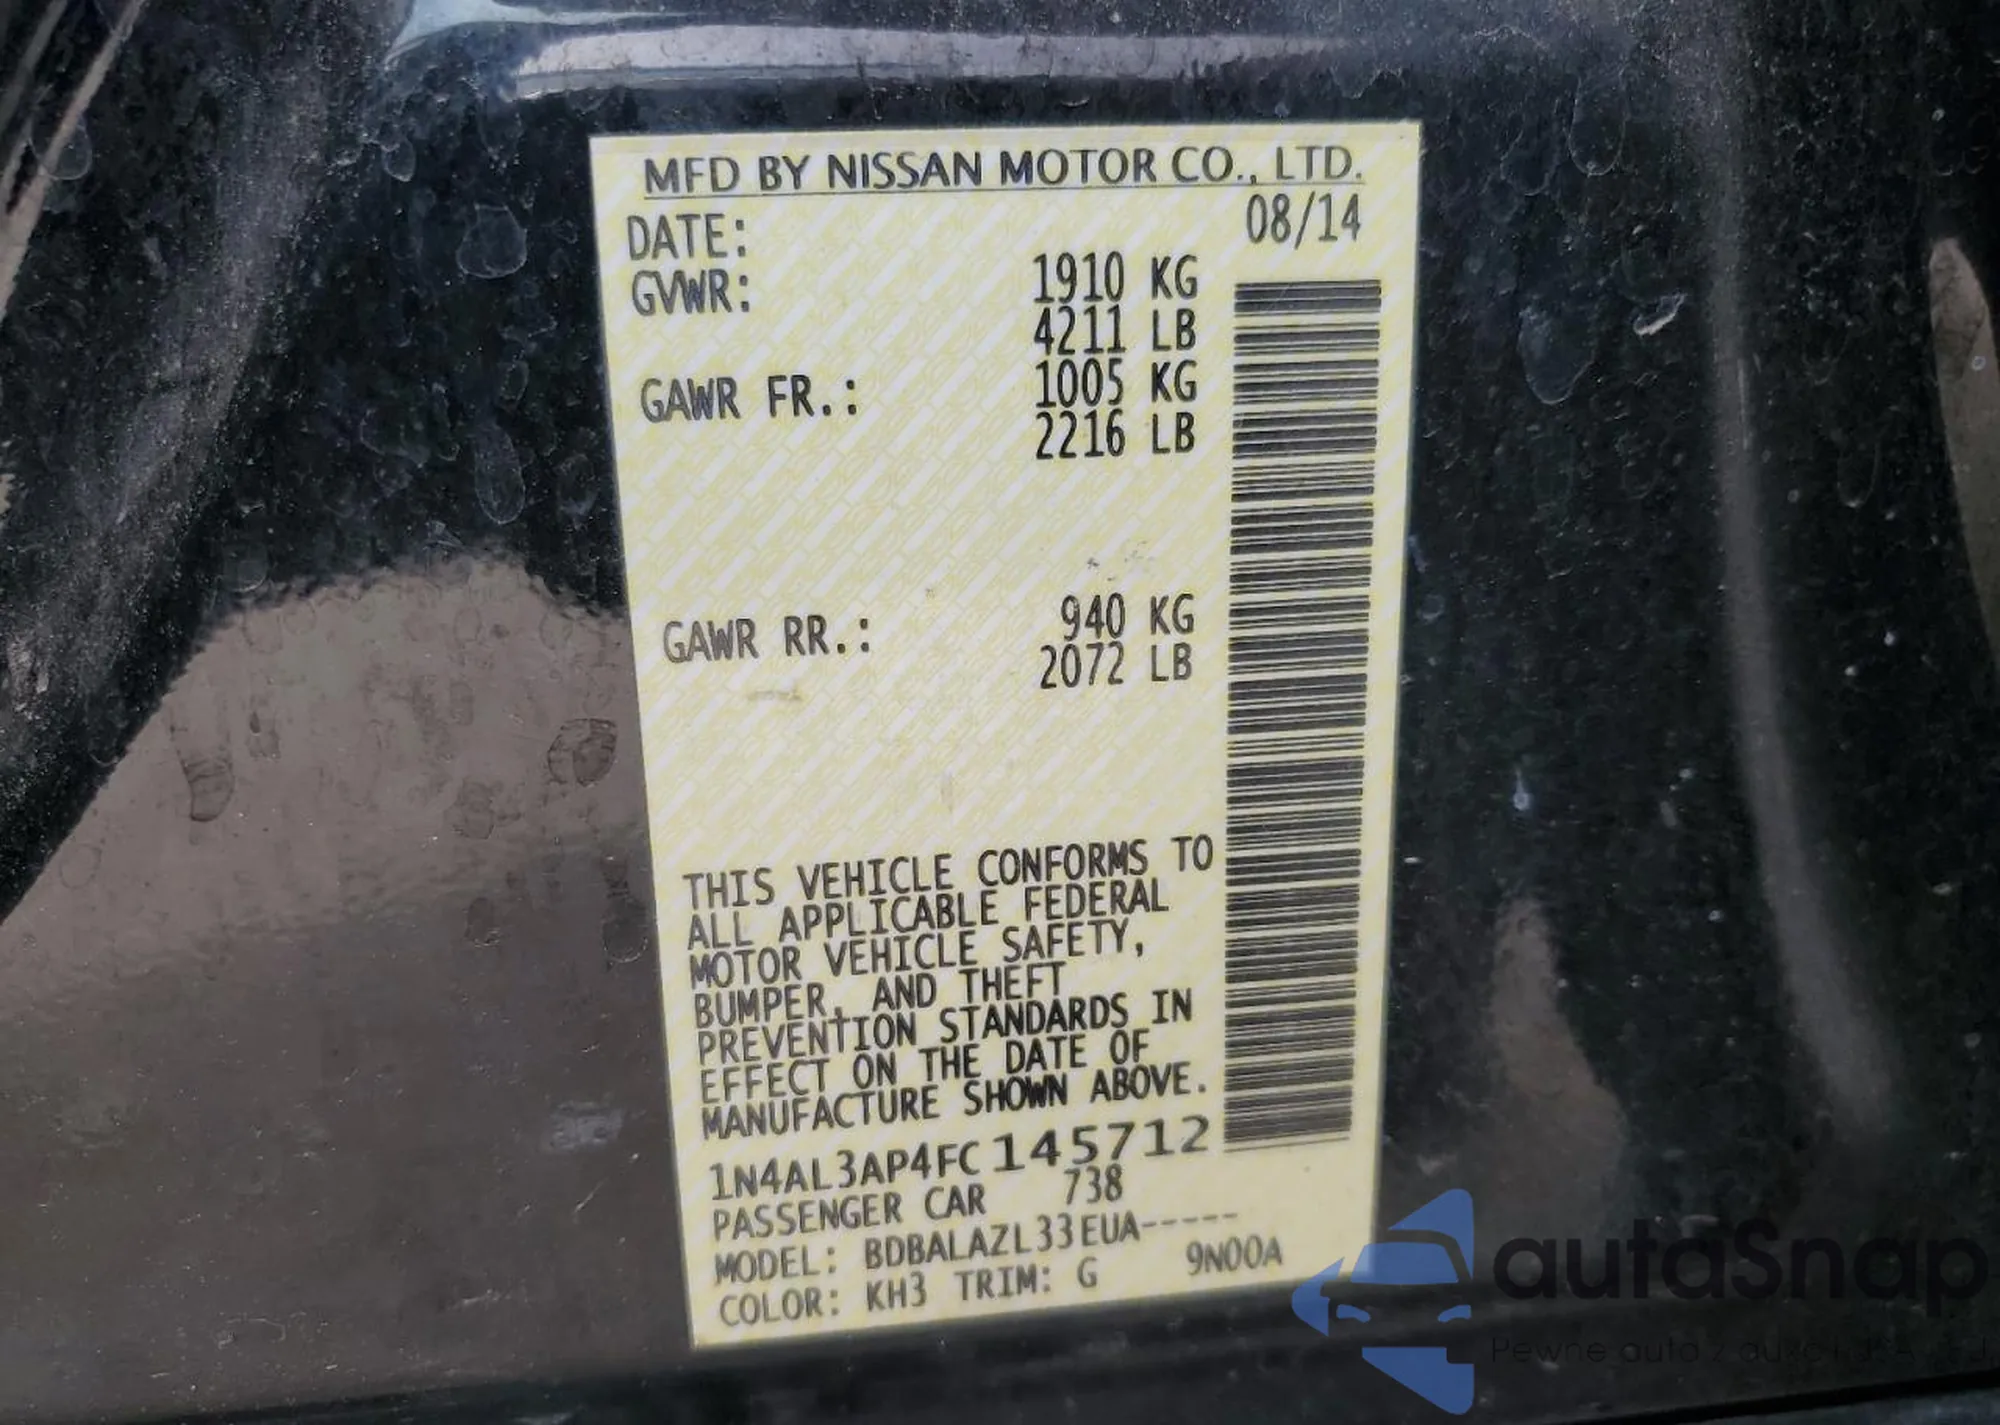 MFD BY NISSAN MOTOR CO., LTD.
DATE: 08/14
GVWR: 1910 KG
4211 LB
GAWR FR.: 1005 KG
2216 LB
GAWR RR.: 940 KG
2072 LB
THIS VEHICLE CONFORMS TO
ALL APPLICABLE FEDERAL
MOTOR VEHICLE SAFETY,
BUMPER, AND THEFT
PREVENTION STANDARDS IN
EFFECT ON THE DATE OF
MANUFACTURE SHOWN ABOVE.
1N4AL3AP4FC145712
PASSENGER CAR 738
MODEL: BDBALAZL33EUA-----
COLOR: KH3 TRIM: G 9N00A
autaSnap
Pewne auta z